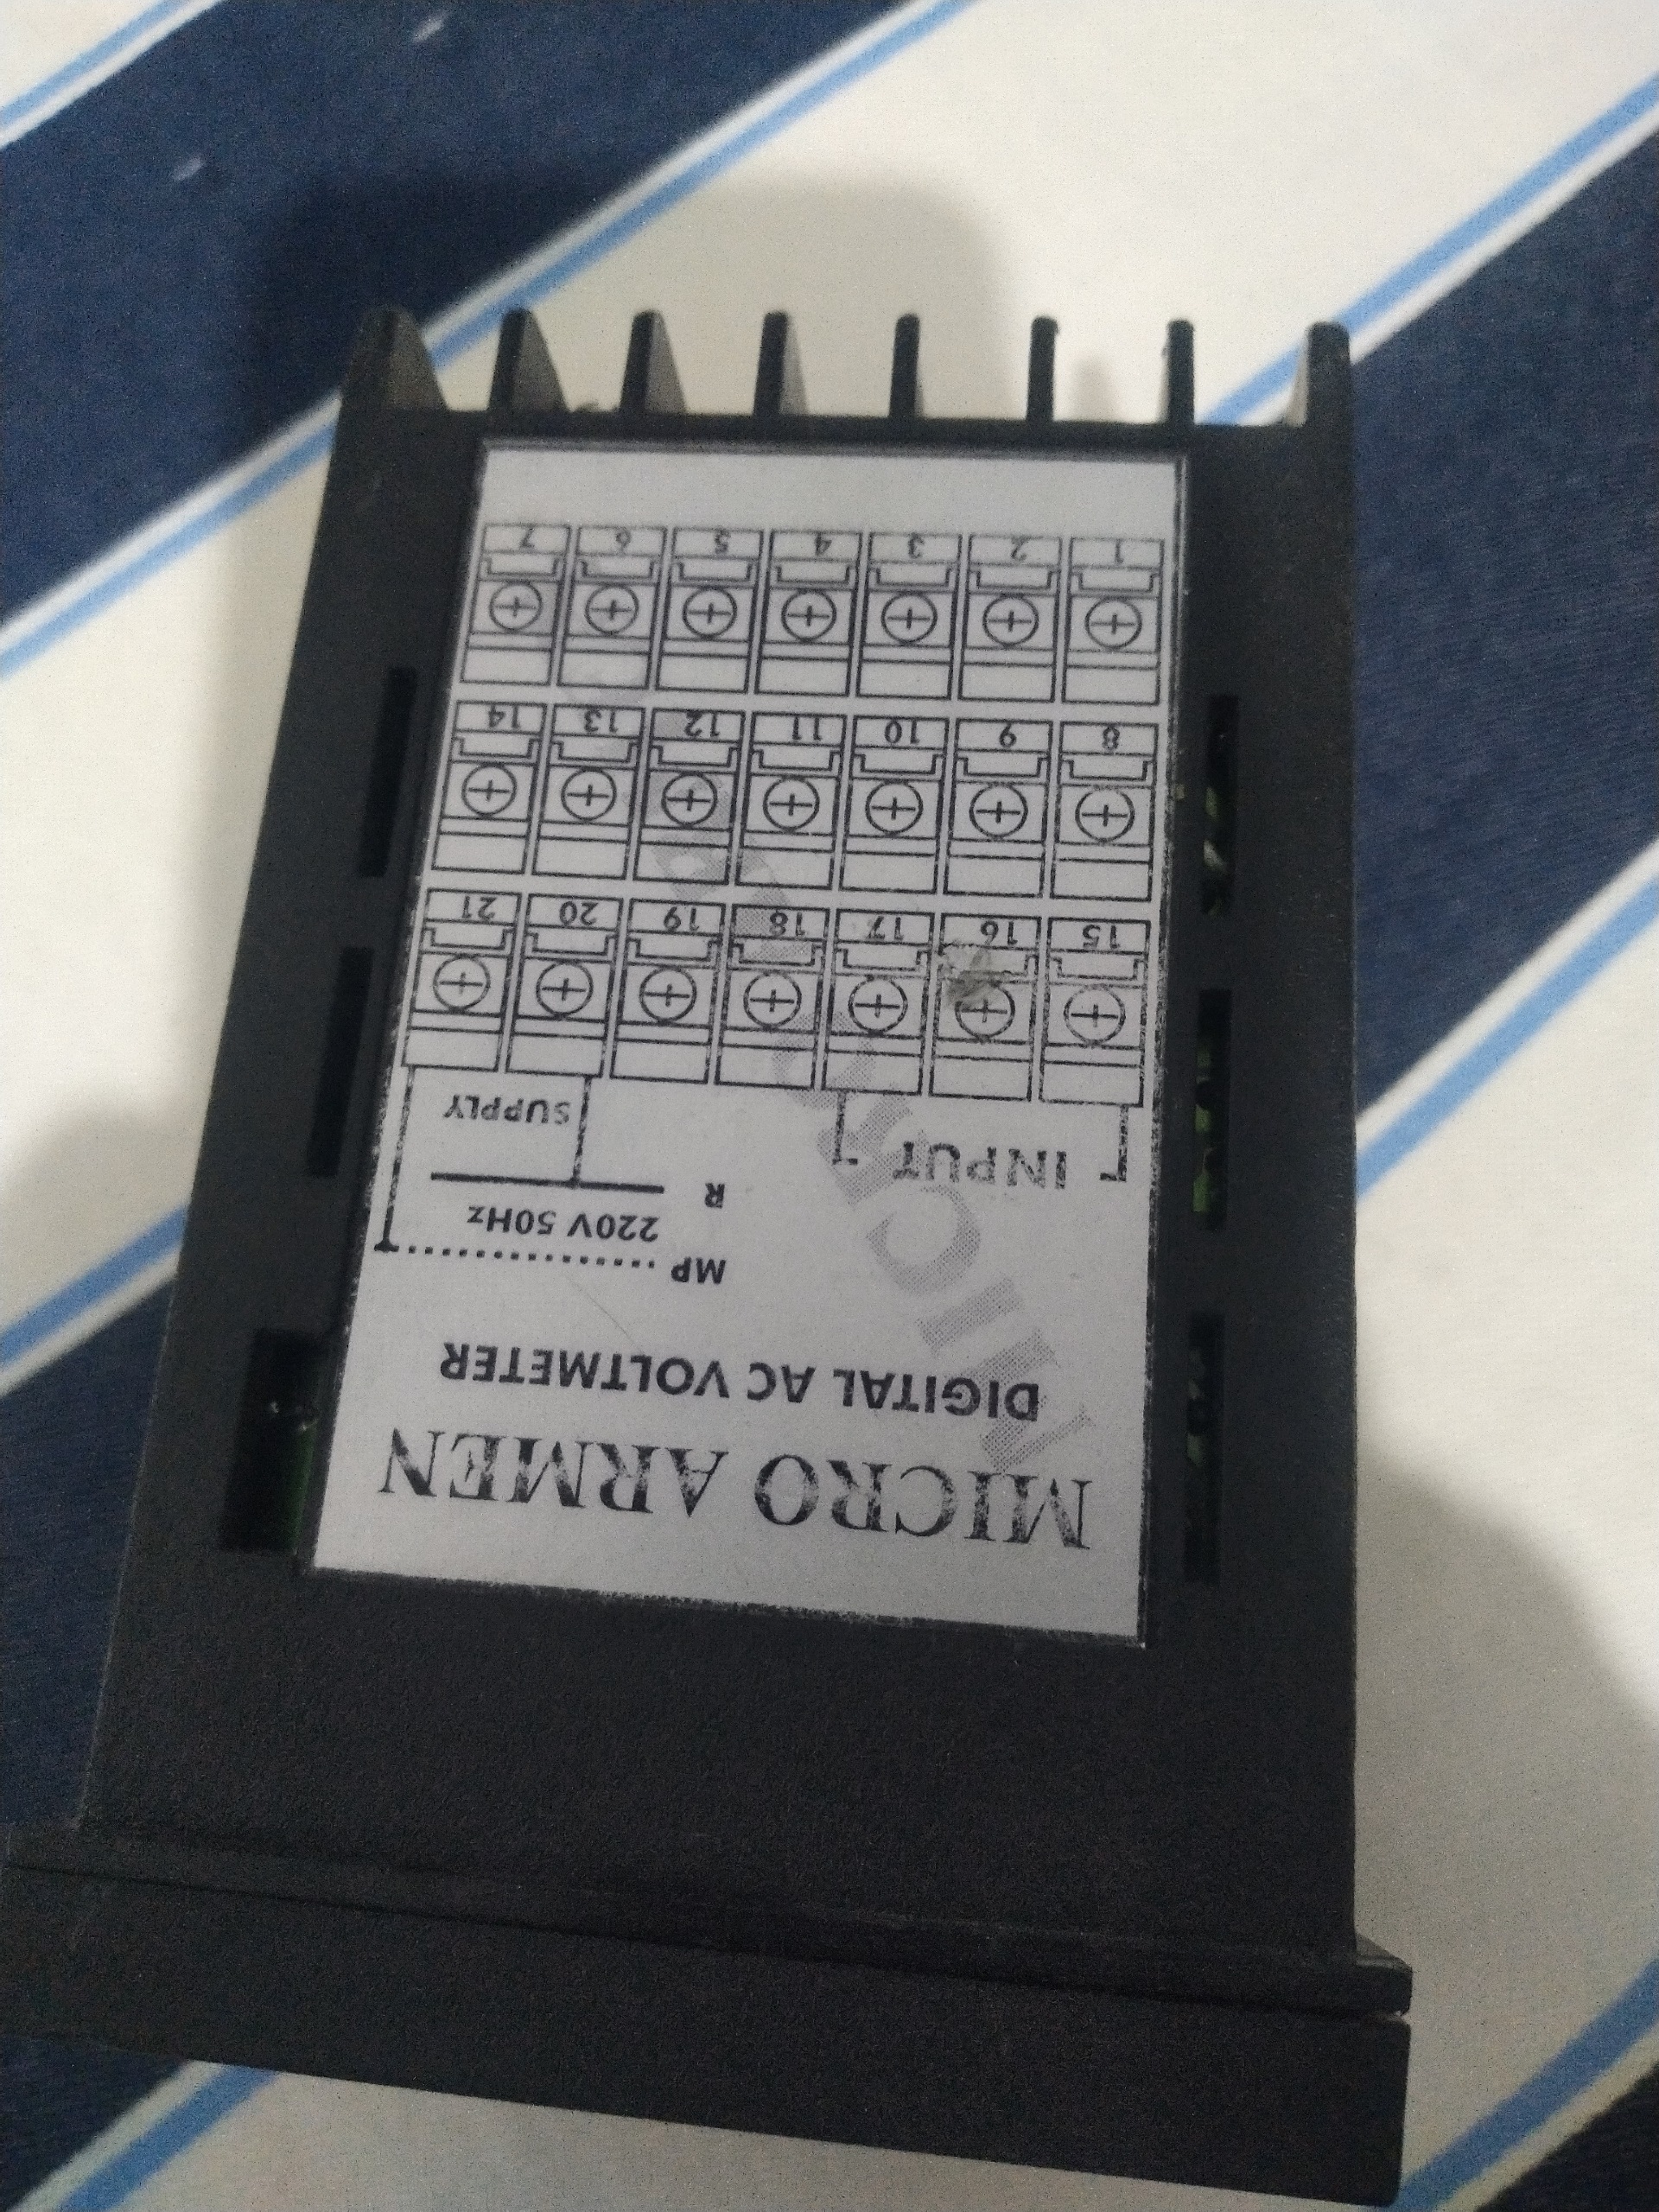 MICRO ARMEN
DIGITAL AC VOLTMETER
MP
220V 50Hz
R
INPUT
SUPPLY
15 16 17 18 19 20 21
8 9 10 11 12 13 14
1 2 3 4 5 6 7